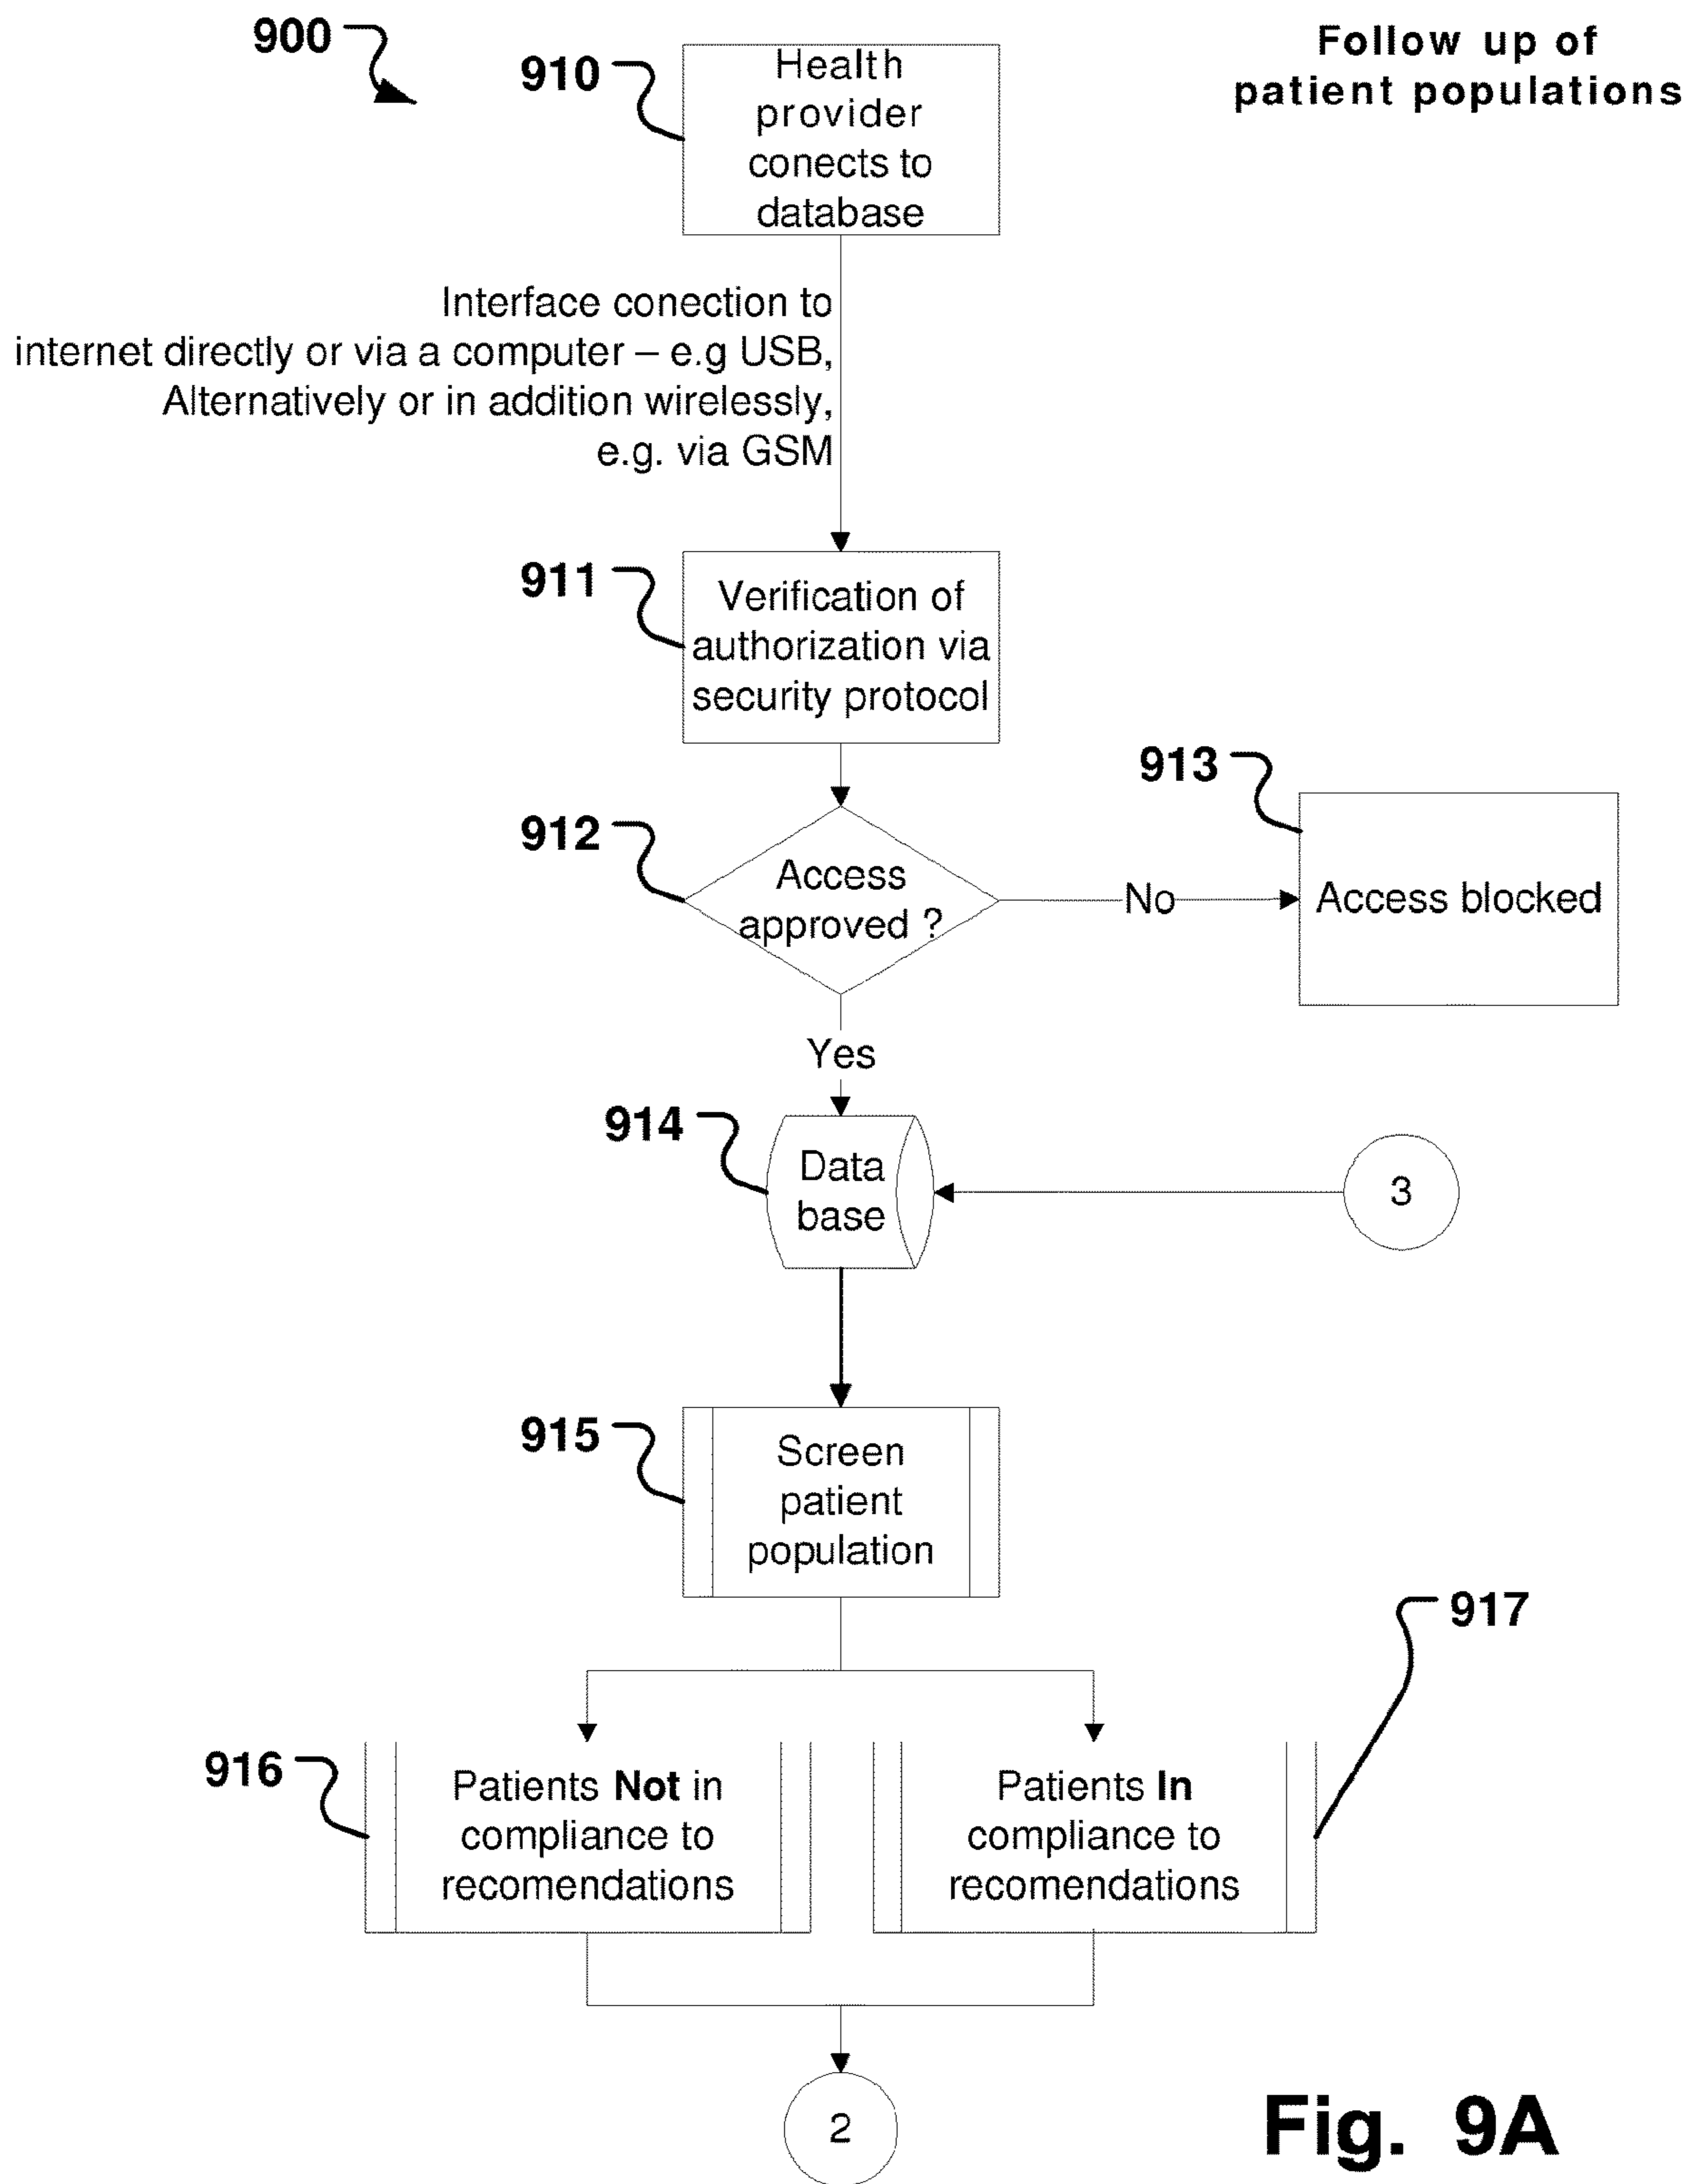 900
Follow up of
patient populations
910
Health
provider
conects to
database
Interface conection to
internet directly or via a computer – e.g USB,
Alternatively or in addition wirelessly,
e.g. via GSM
911
Verification of
authorization via
security protocol
912
Access
approved ?
No
913
Access blocked
Yes
914
Data
base
3
915
Screen
patient
population
916
Patients Not in
compliance to
recomendations
917
Patients In
compliance to
recomendations
2
Fig. 9A